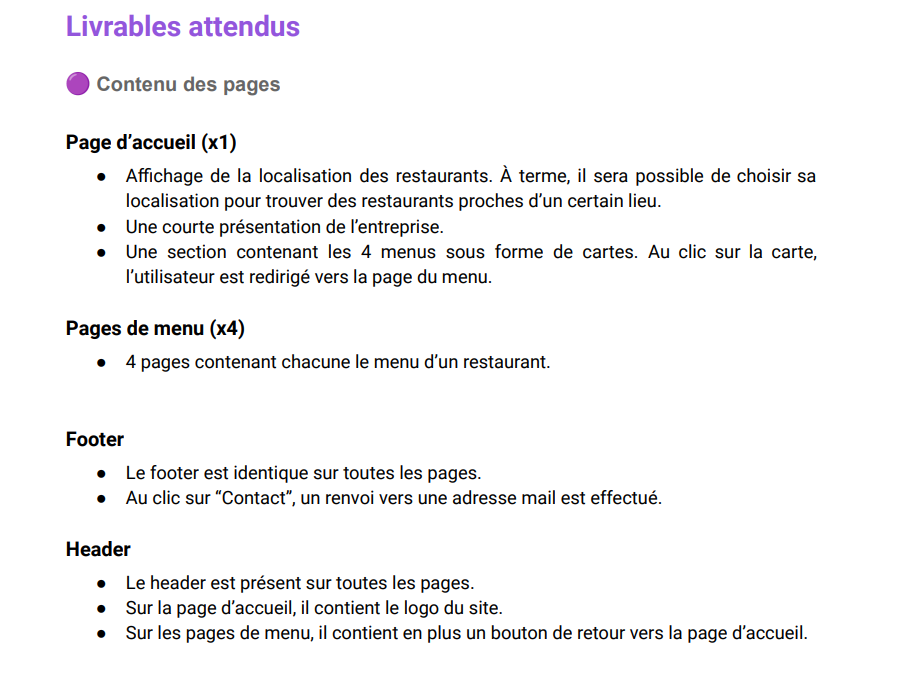 Livrables attendus
Contenu des pages
Page d’accueil (x1)
● Affichage de la localisation des restaurants. À terme, il sera possible de choisir sa
localisation pour trouver des restaurants proches d’un certain lieu.
● Une courte présentation de l’entreprise.
● Une section contenant les 4 menus sous forme de cartes. Au clic sur la carte,
l’utilisateur est redirigé vers la page du menu.
Pages de menu (x4)
● 4 pages contenant chacune le menu d’un restaurant.
Footer
● Le footer est identique sur toutes les pages.
● Au clic sur “Contact”, un renvoi vers une adresse mail est effectué.
Header
● Le header est présent sur toutes les pages.
● Sur la page d’accueil, il contient le logo du site.
● Sur les pages de menu, il contient en plus un bouton de retour vers la page d’accueil.